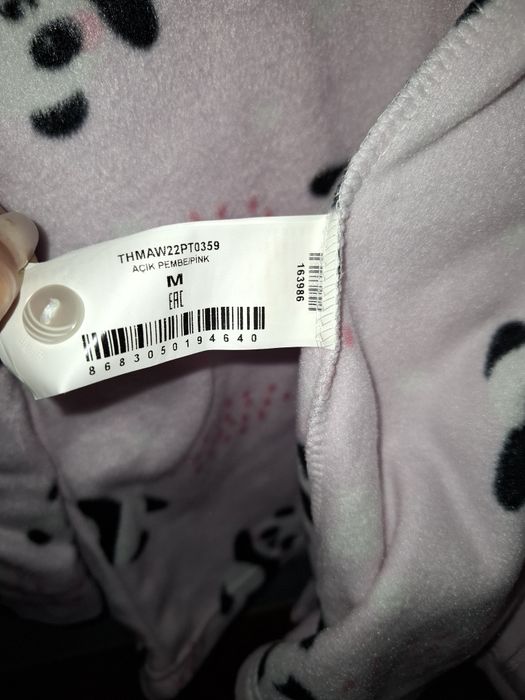 THMAW22PT0359
AÇIK PEMBE/PINK
M
EAC
8683050194640
163986